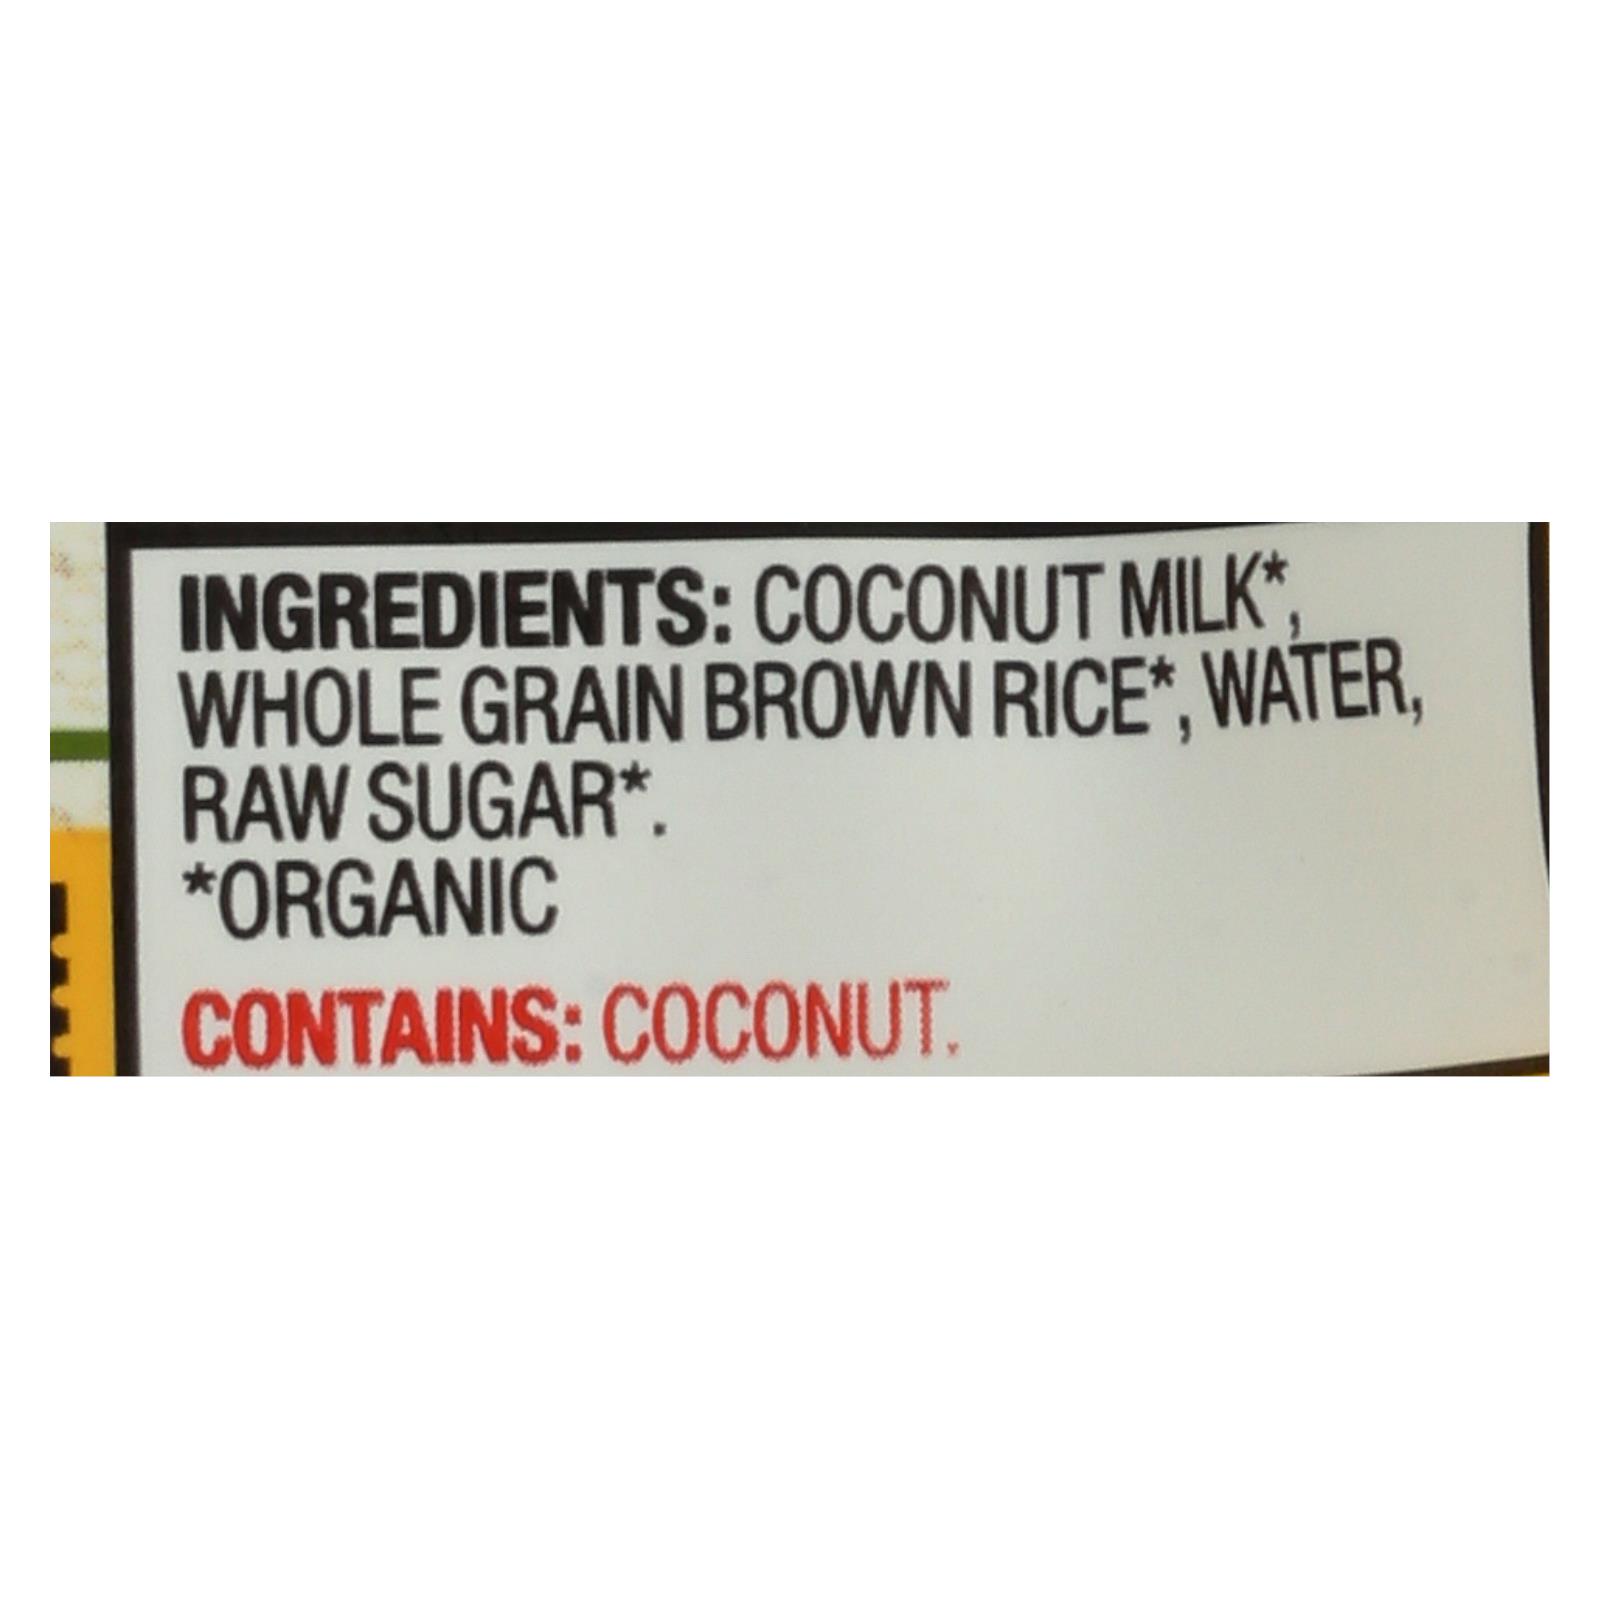 INGREDIENTS: COCONUT MILK*,
WHOLE GRAIN BROWN RICE*, WATER,
RAW SUGAR*.
*ORGANIC
CONTAINS: COCONUT.